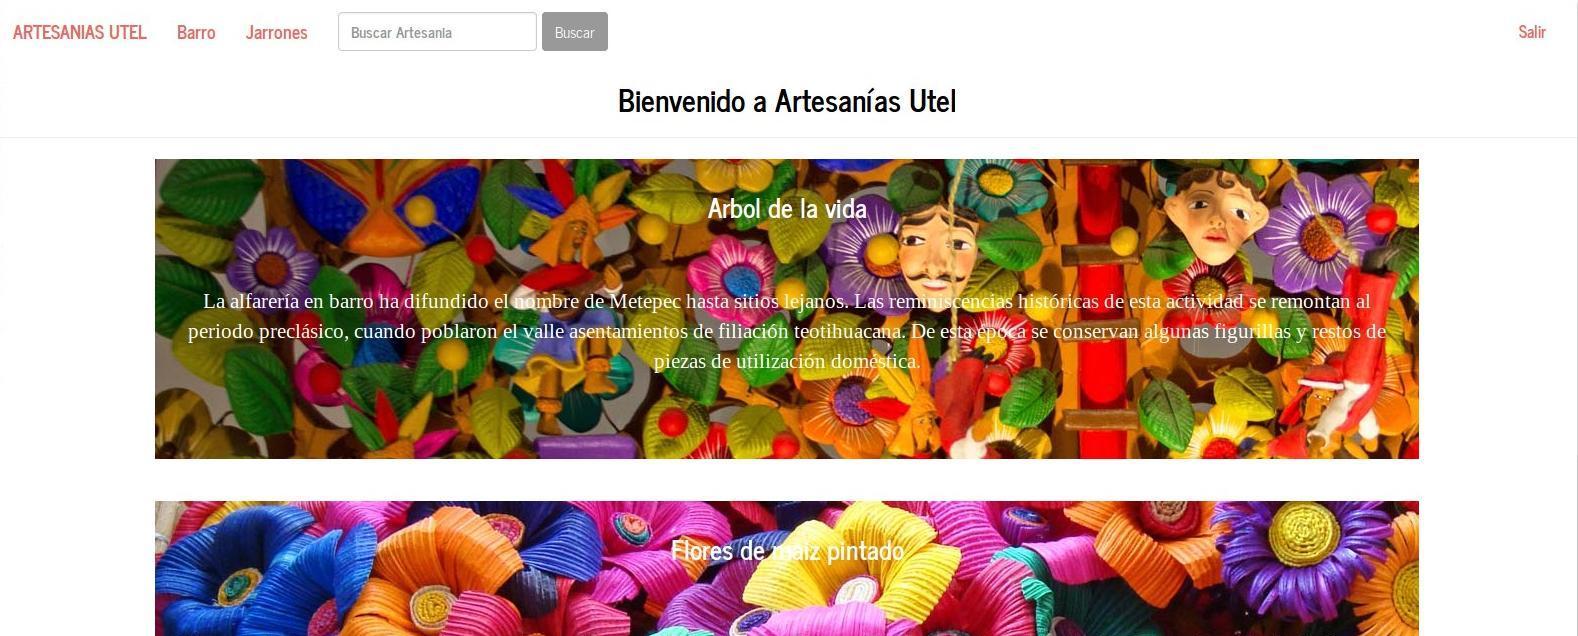 ARTESANIAS UTEL Barro Jarrones Buscar Artesania Buscar Salir
Bienvenido a Artesanías Utel
Arbol de la vida
La alfarería en barro ha difundido el nombre de Metepec hasta sitios lejanos. Las reminiscencias históricas de esta actividad se remontan al
periodo preclásico, cuando poblaron el valle asentamientos de filiación teotihuacana. De esta época se conservan algunas figurillas y restos de
piezas de utilización doméstica.
Flores de maiz pintado